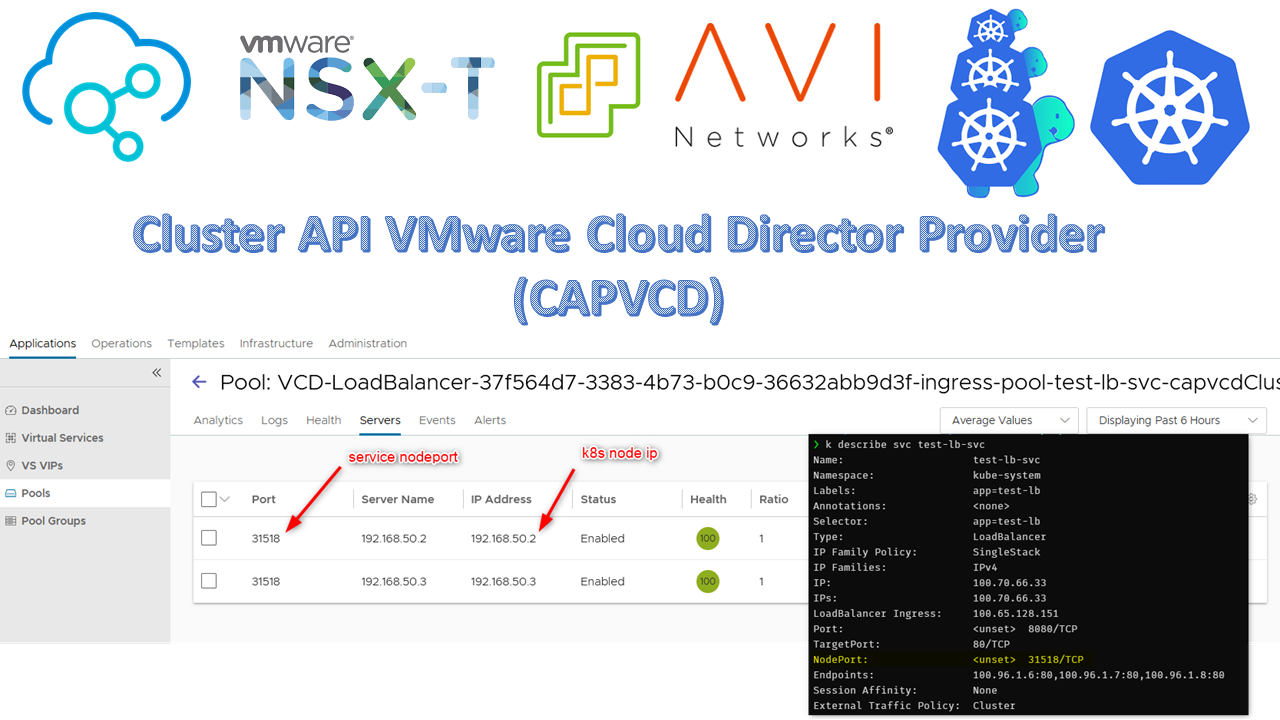 vmware®
NSX-T
AVI
Networks®
Cluster API VMware Cloud Director Provider
(CAPVCD)
Applications Operations Templates Infrastructure Administration
Pool: VCD-LoadBalancer-37f564d7-3383-4b73-b0c9-36632abb9d3f-ingress-pool-test-lb-svc-capvcdClus
Dashboard
Virtual Services
VS VIPs
Pools
Pool Groups
Analytics Logs Health Servers Events Alerts
Average Values Displaying Past 6 Hours
service nodeport
k8s node ip
Port Server Name IP Address Status Health Ratio
31518 192.168.50.2 192.168.50.2 Enabled 100 1
31518 192.168.50.3 192.168.50.3 Enabled 100 1
❯ k describe svc test-lb-svc
Name: test-lb-svc
Namespace: kube-system
Labels: app=test-lb
Annotations: <none>
Selector: app=test-lb
Type: LoadBalancer
IP Family Policy: SingleStack
IP Families: IPv4
IP: 100.70.66.33
IPs: 100.70.66.33
LoadBalancer Ingress: 100.65.128.151
Port: <unset> 8080/TCP
TargetPort: 80/TCP
NodePort: <unset> 31518/TCP
Endpoints: 100.96.1.6:80,100.96.1.7:80,100.96.1.8:80
Session Affinity: None
External Traffic Policy: Cluster